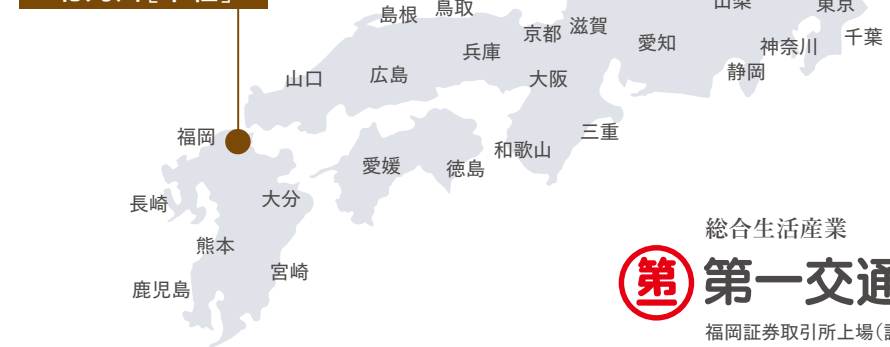 島根
鳥取
山梨
東京
京都
滋賀
愛知
神奈川
千葉
兵庫
静岡
山口
広島
大阪
福岡
三重
和歌山
愛媛
徳島
長崎
大分
熊本
宮崎
鹿児島
総合生活産業
第一
第一交通
福岡証券取引所上場(